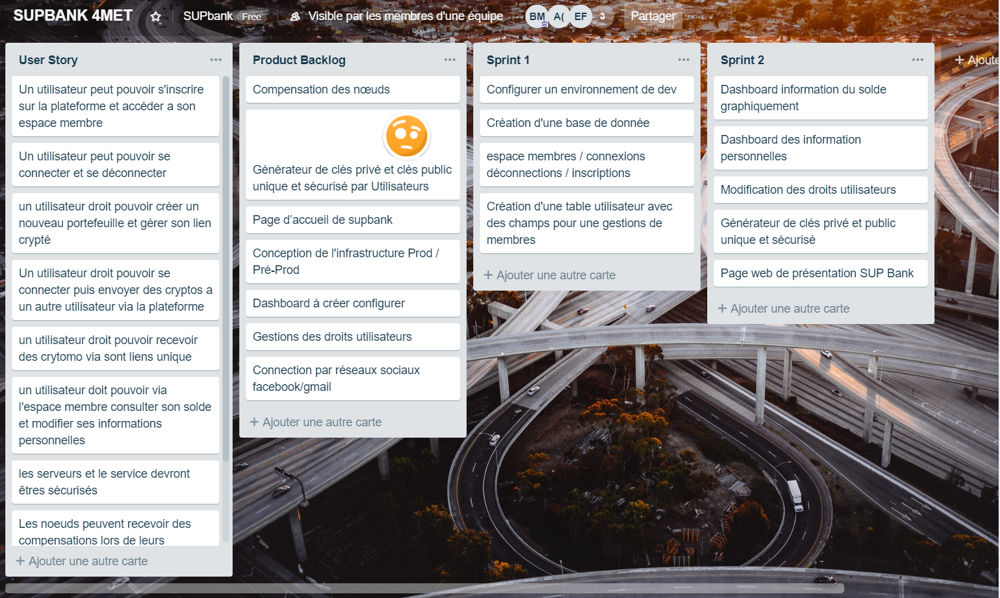 SUPBANK 4MET
SUPbank Free
Visible par les membres d'une équipe
BM A( EF 3
Partager
User Story
Un utilisateur peut pouvoir s'inscrire
sur la plateforme et accéder a son
espace membre
Un utilisateur peut pouvoir se
connecter et se déconnecter
un utilisateur droit pouvoir créer un
nouveau portefeuille et gérer son lien
crypté
Un utilisateur droit pouvoir se
connecter puis envoyer des cryptos a
un autre utilisateur via la plateforme
un utilisateur droit pouvoir recevoir
des crytomo via sont liens unique
un utilisateur doit pouvoir via
l'espace membre consulter son solde
et modifier ses informations
personnelles
les serveurs et le service devront
êtres sécurisés
Les noeuds peuvent recevoir des
compensations lors de leurs
+ Ajouter une autre carte
Product Backlog
Compensation des nœuds
Générateur de clés privé et clés public
unique et sécurisé par Utilisateurs
Page d’accueil de supbank
Conception de l'infrastructure Prod /
Pré-Prod
Dashboard à créer configurer
Gestions des droits utilisateurs
Connection par réseaux sociaux
facebook/gmail
+ Ajouter une autre carte
Sprint 1
Configurer un environnement de dev
Création d'une base de donnée
espace membres / connexions
déconnections / inscriptions
Création d'une table utilisateur avec
des champs pour une gestions de
membres
+ Ajouter une autre carte
Sprint 2
Dashboard information du solde
graphiquement
Dashboard des information
personnelles
Modification des droits utilisateurs
Générateur de clés privé et public
unique et sécurisé
Page web de présentation SUP Bank
+ Ajouter une autre carte
+ Ajoute